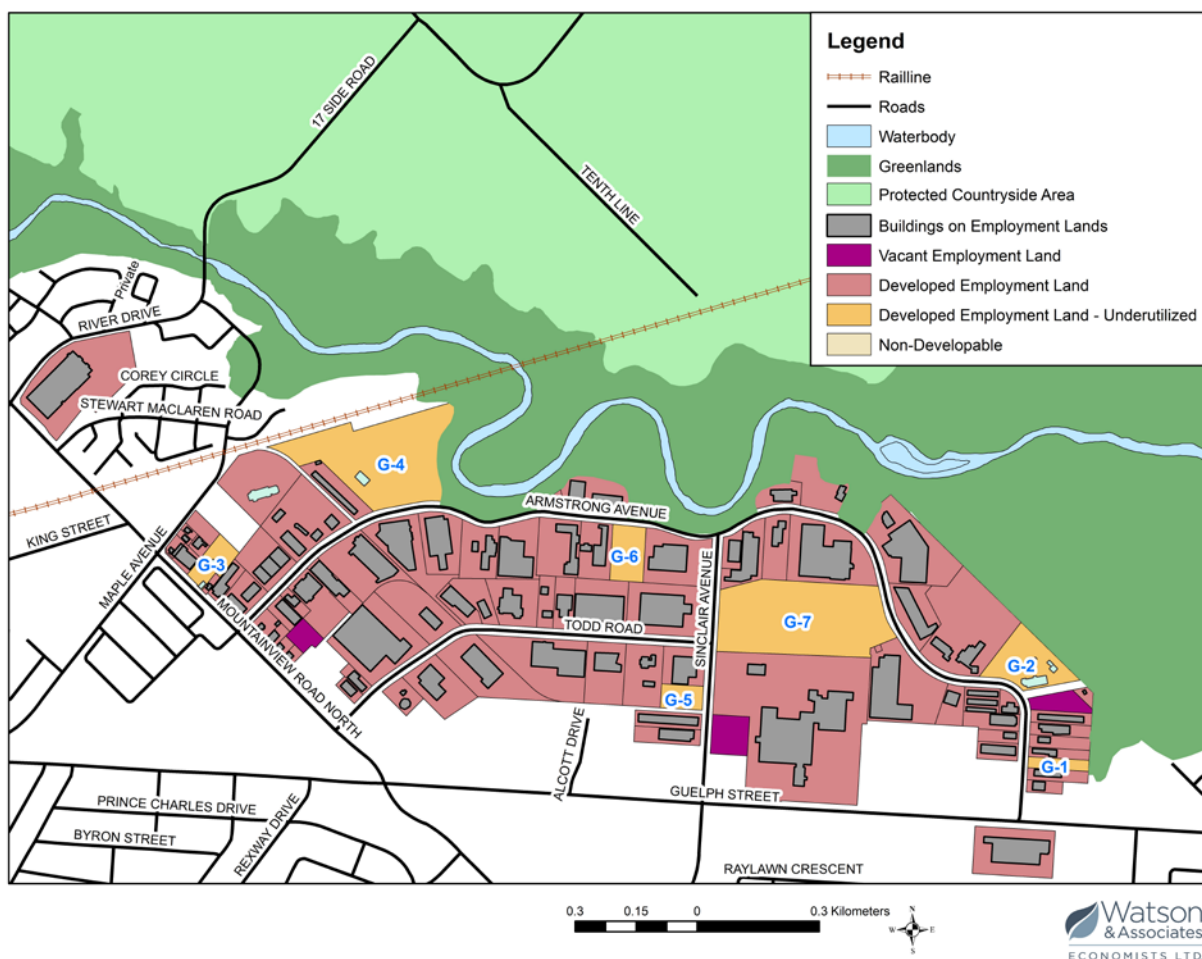 Legend
Railline
Roads
Waterbody
Greenlands
Protected Countryside Area
Buildings on Employment Lands
Vacant Employment Land
Developed Employment Land
Developed Employment Land - Underutilized
Non-Developable
17 SIDE ROAD
TENTH LINE
Private
RIVER DRIVE
COREY CIRCLE
STEWART MACLAREN ROAD
G-4
ARMSTRONG AVENUE
KING STREET
MAPLE AVENUE
G-3
G-6
SINCLAIR AVENUE
MOUNTAINVIEW ROAD NORTH
TODD ROAD
G-7
G-2
G-5
ALCOTT DRIVE
G-1
GUELPH STREET
PRINCE CHARLES DRIVE
REXWAY DRIVE
BYRON STREET
RAYLAWN CRESCENT
0.3 0.15 0 0.3 Kilometers
N
W E
S
Watson
& Associates
ECONOMISTS LTD